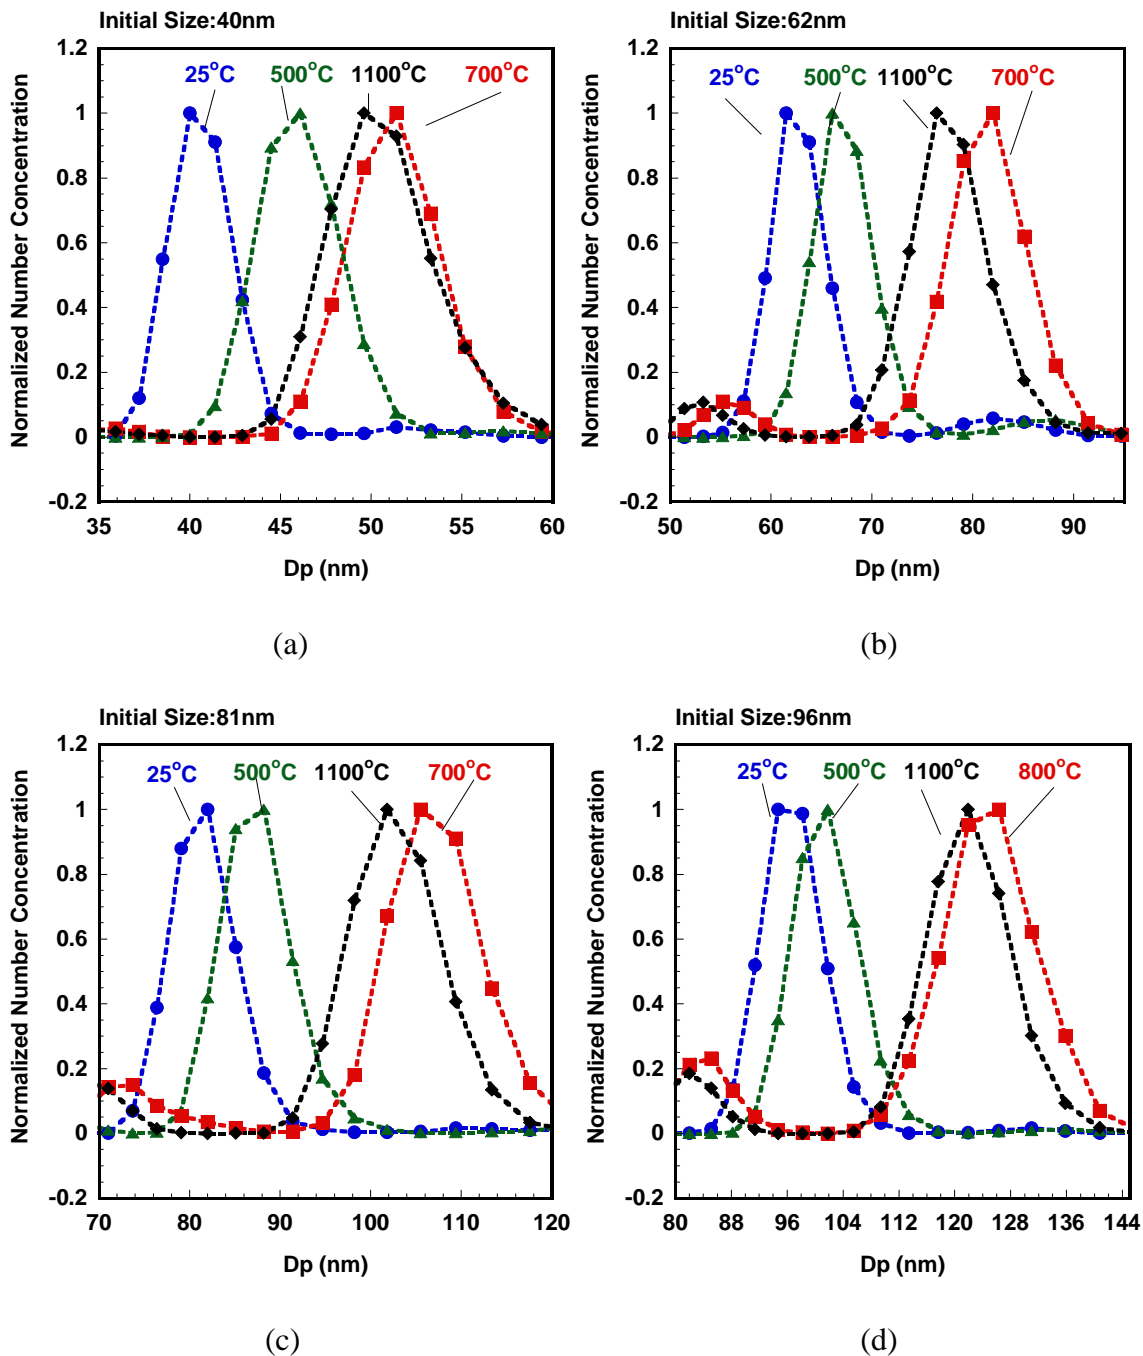 Initial Size:40nm
1.2
1
0.8
0.6
0.4
0.2
0
-0.2
Normalized Number Concentration
25°C
500°C
1100°C
700°C
35 40 45 50 55 60
Dp (nm)
(a)
Initial Size:62nm
1.2
1
0.8
0.6
0.4
0.2
0
-0.2
Normalized Number Concentration
25°C
500°C
1100°C
700°C
50 60 70 80 90
Dp (nm)
(b)
Initial Size:81nm
1.2
1
0.8
0.6
0.4
0.2
0
-0.2
Normalized Number Concentration
25°C
500°C
1100°C
700°C
70 80 90 100 110 120
Dp (nm)
(c)
Initial Size:96nm
1.2
1
0.8
0.6
0.4
0.2
0
-0.2
Normalized Number Concentration
25°C
500°C
1100°C
800°C
80 88 96 104 112 120 128 136 144
Dp (nm)
(d)